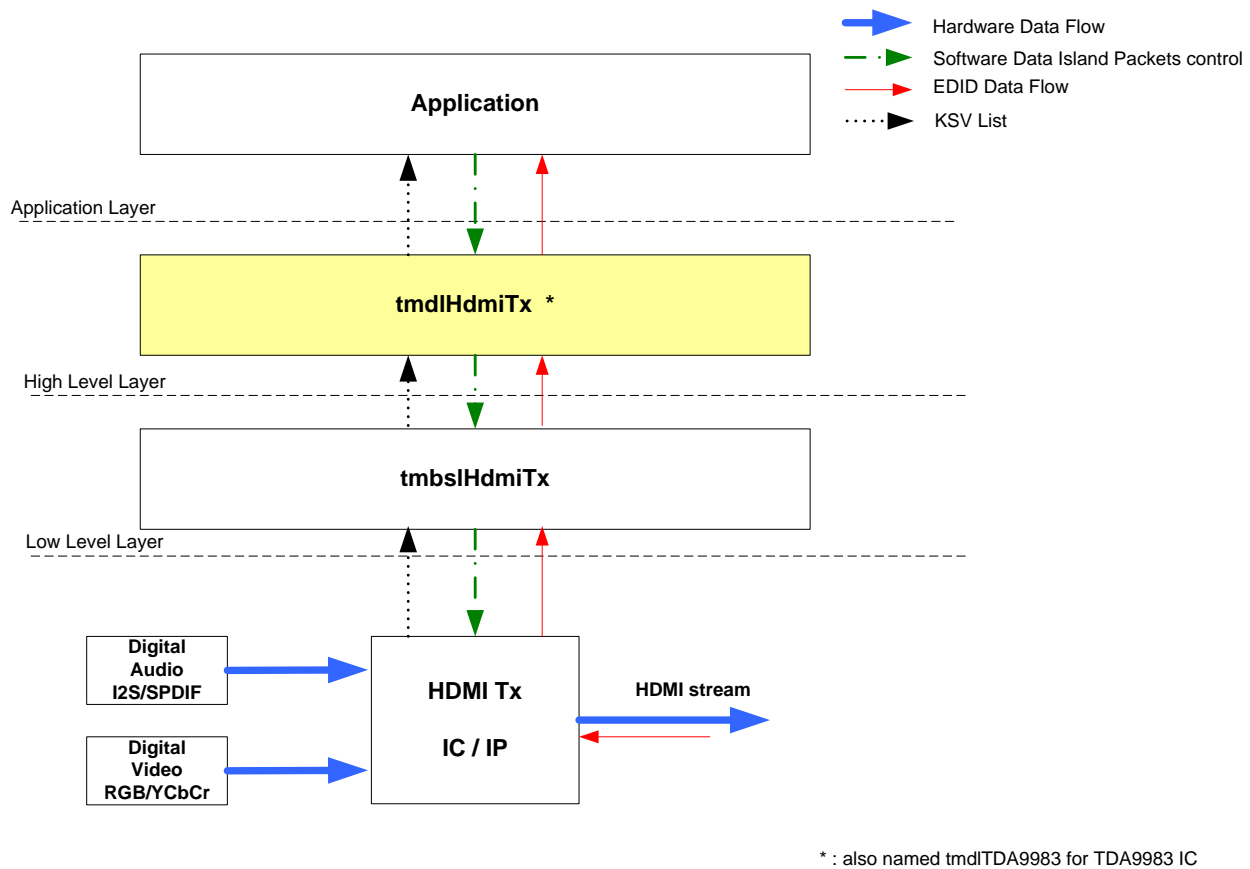 Hardware Data Flow
Software Data Island Packets control
EDID Data Flow
KSV List
Application
Application Layer
tmdlHdmiTx *
High Level Layer
tmbslHdmiTx
Low Level Layer
Digital
Audio
I2S/SPDIF
HDMI Tx
IC / IP
HDMI stream
Digital
Video
RGB/YCbCr
* : also named tmdlTDA9983 for TDA9983 IC